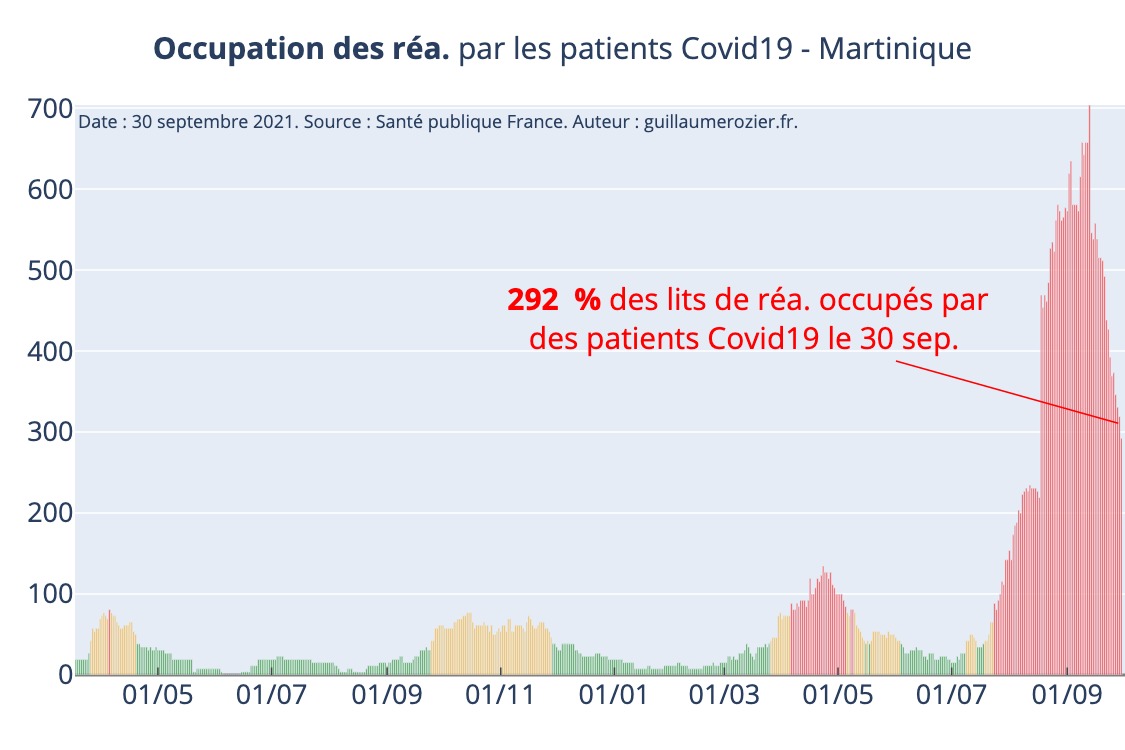 Occupation des réa. par les patients Covid19 - Martinique
700
Date : 30 septembre 2021. Source : Santé publique France. Auteur : guillaumerozier.fr.
600
500
292 % des lits de réa. occupés par
des patients Covid19 le 30 sep.
400
300
200
100
0
01/05 01/07 01/09 01/11 01/01 01/03 01/05 01/07 01/09